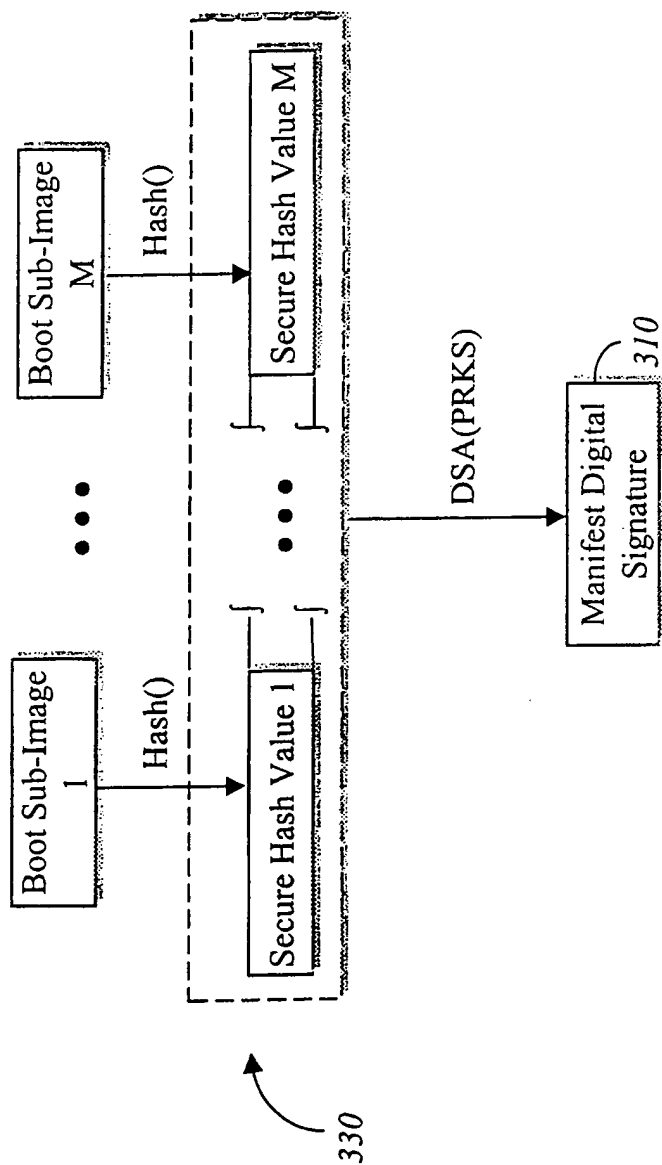 Boot Sub-Image
1
Boot Sub-Image
M
Hash()
Hash()
Secure Hash Value 1
Secure Hash Value M
330
DSA(PRKS)
Manifest Digital
Signature
310